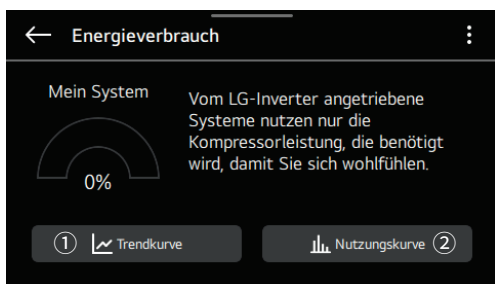 Energieverbrauch
Mein System
0%
Vom LG-Inverter angetriebene
Systeme nutzen nur die
Kompressorleistung, die benötigt
wird, damit Sie sich wohlfühlen.
① Trendkurve
Nutzungskurve ②